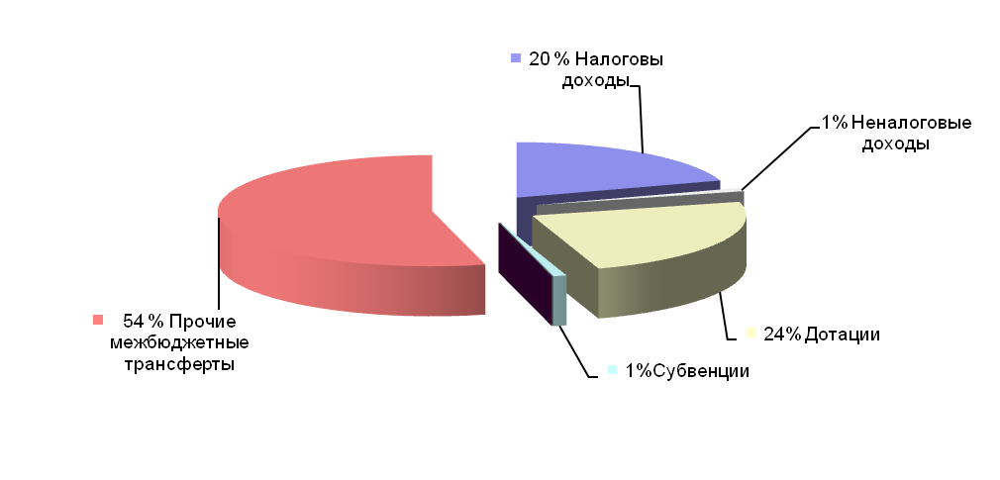 20 % Налоговы
доходы
1% Неналоговые
доходы
24% Дотации
1%Субвенции
54 % Прочие
межбюджетные
трансферты